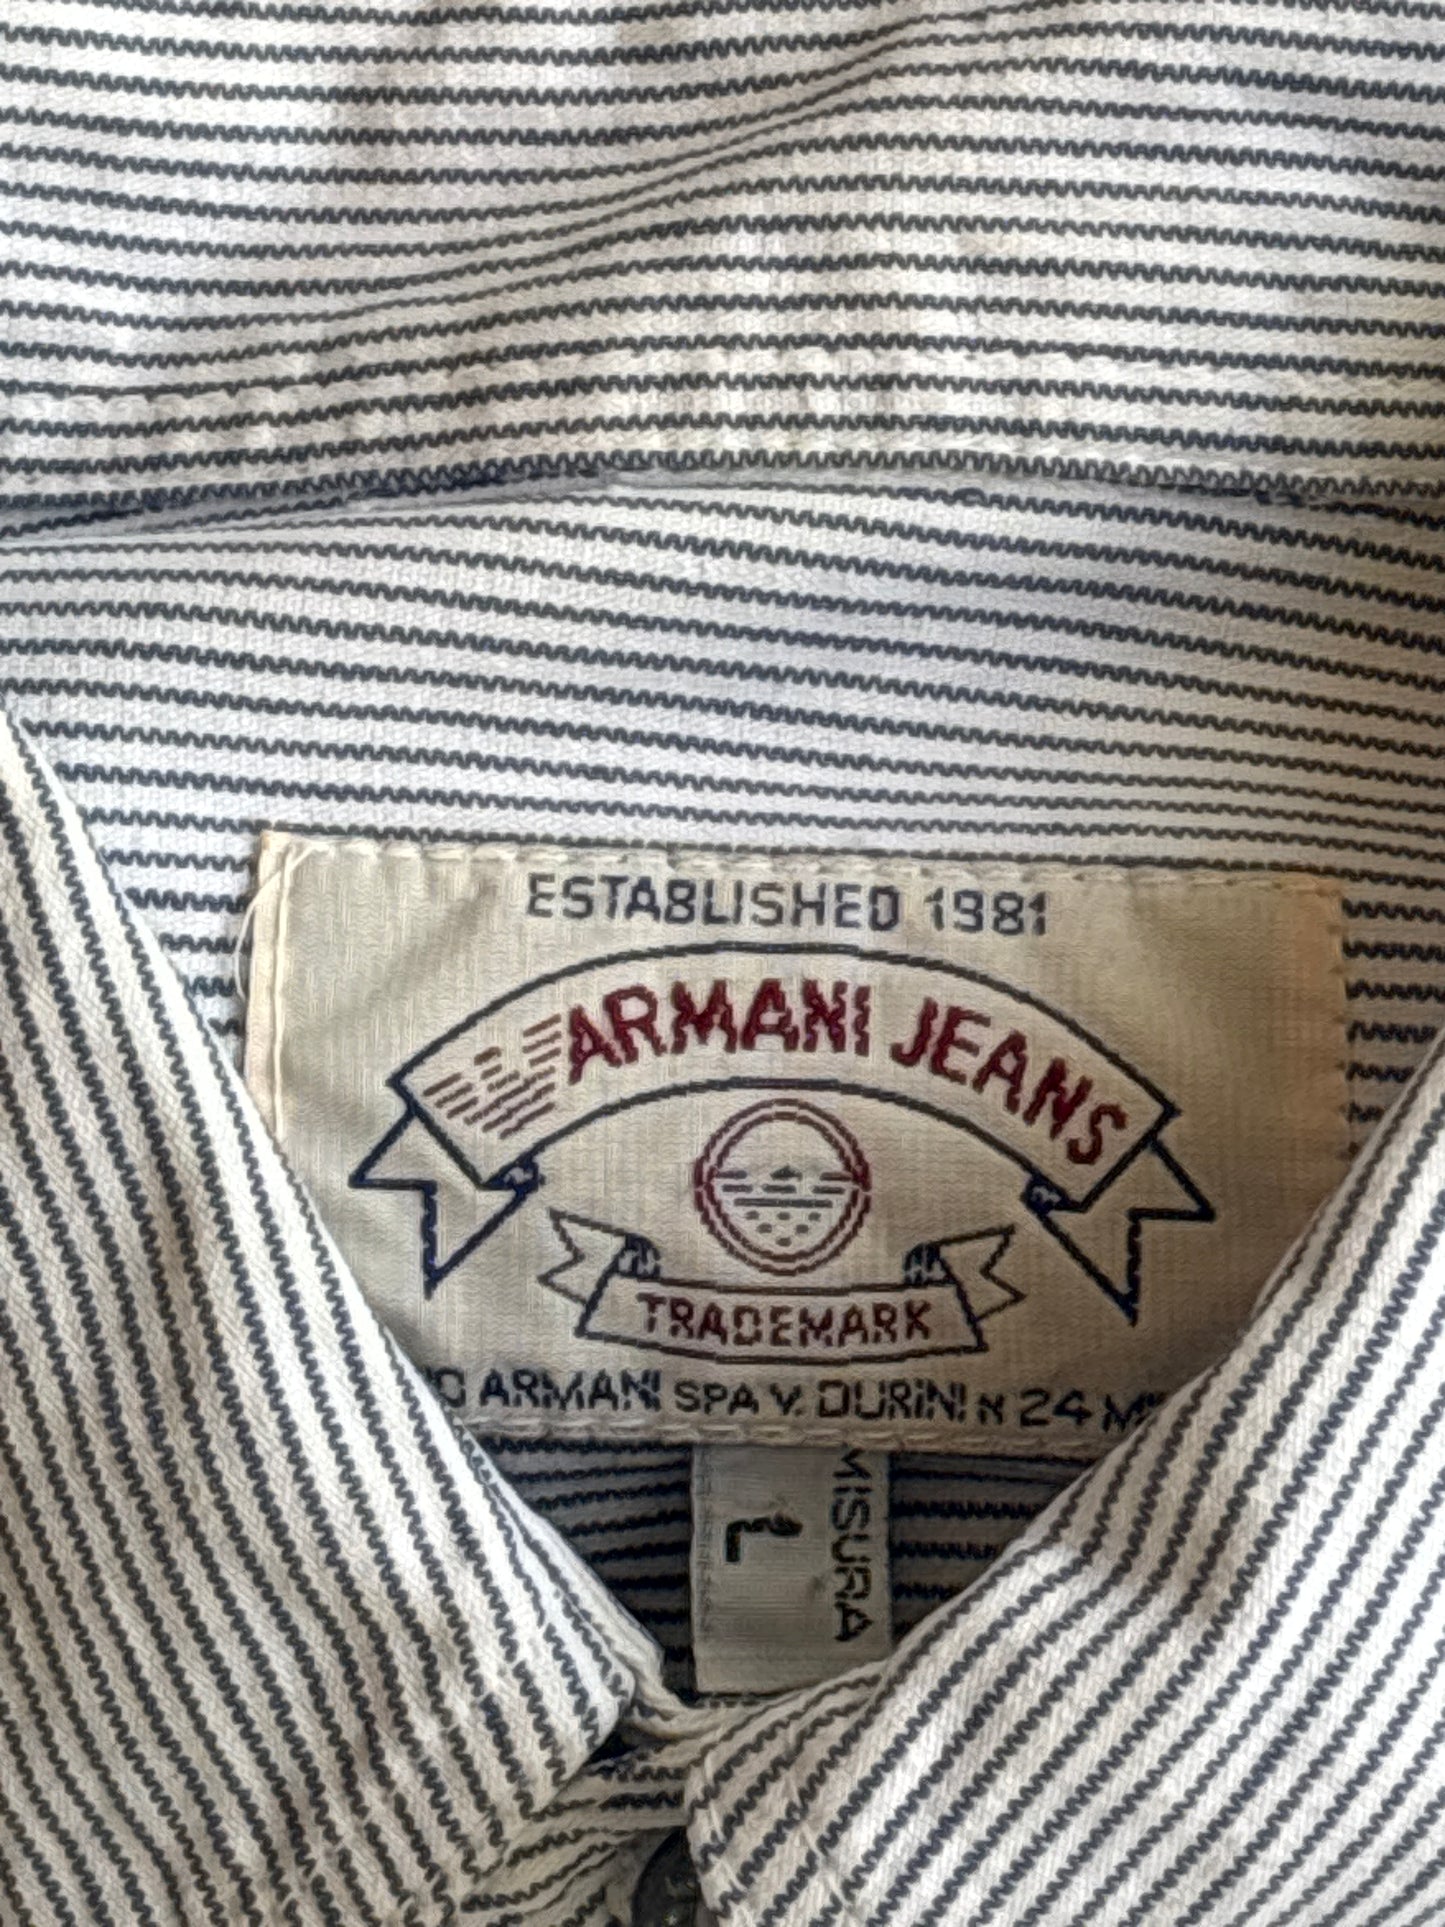 ESTABLISHED 1981
ARMANI JEANS
TRADEMARK
ARMANI SPA V. DURINI N 24
MISURA
L